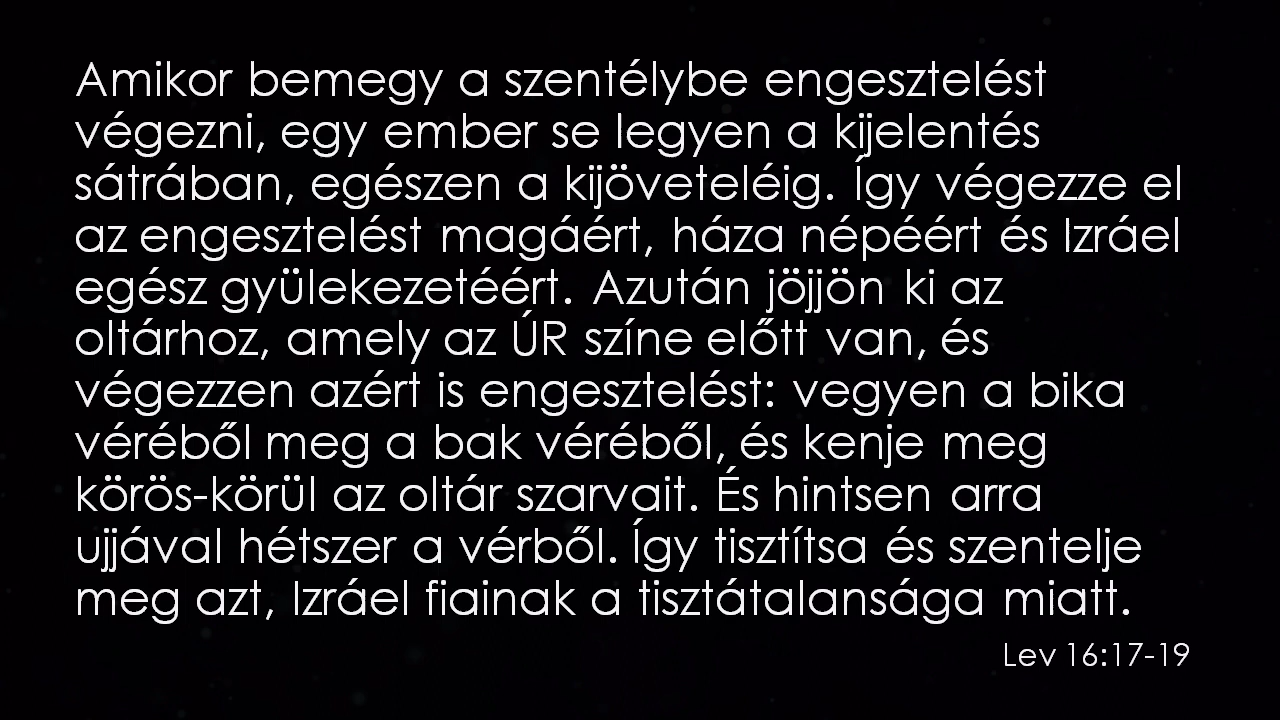 Amikor bemegy a szentélybe engesztelést
végezni, egy ember se legyen a kijelentés
sátrában, egészen a kijöveteléig. Így végezze el
az engesztelést magáért, háza népéért és Izráel
egész gyülekezetéért. Azután jöjjön ki az
oltárhoz, amely az ÚR színe előtt van, és
végezzen azért is engesztelést: vegyen a bika
véréből meg a bak véréből, és kenje meg
körös-körül az oltár szarvait. És hintsen arra
ujjával hétszer a vérből. Így tisztítsa és szentelje
meg azt, Izráel fiainak a tisztátalansága miatt.
Lev 16:17-19